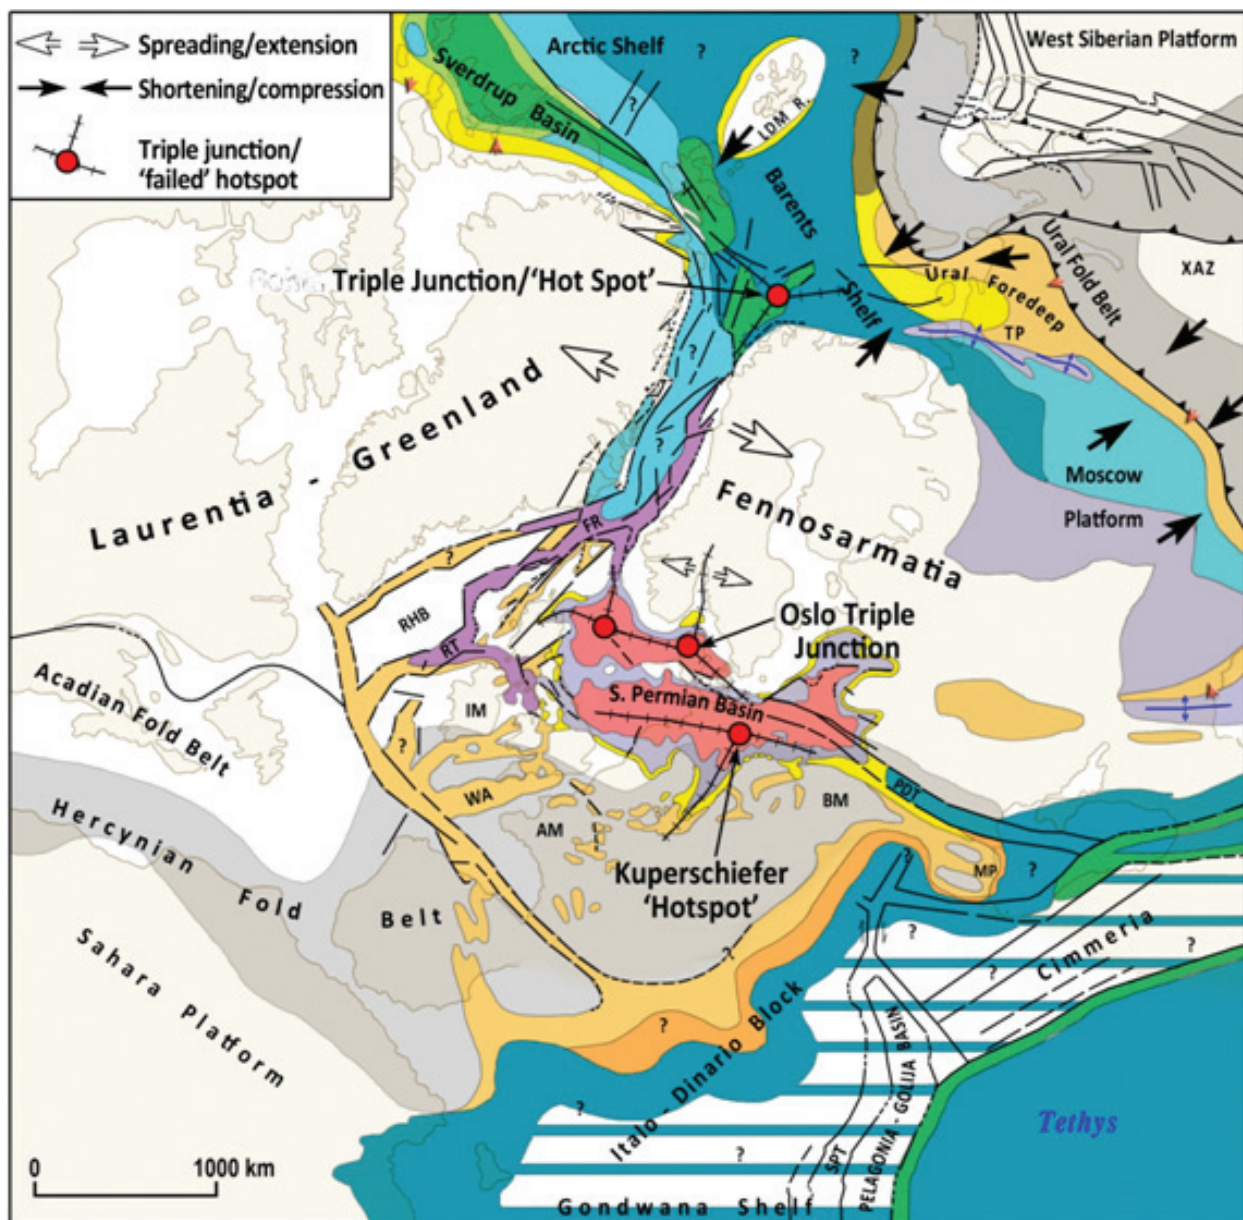 Spreading/extension
Shortening/compression
Triple junction/
'failed' hotspot
Sverdrup Basin
Arctic Shelf
?
?
?
LDM R.
West Siberian Platform
Barents
Shelf
Triple Junction/'Hot Spot'
Ural Foredeep
Ural Fold Belt
XAZ
TP
?
?
Laurentia - Greenland
Fennosarmatia
Moscow
Platform
FR
?
RHB
RT
Oslo Triple
Junction
Acadian Fold Belt
IM
S. Permian Basin
?
WA
AM
BM
PDT
MP
?
?
Hercynian Fold Belt
Kuperschiefer
'Hotspot'
?
?
?
?
?
Cimmeria
Sahara Platform
Italo - Dinario Block
?
?
?
SPT
PELAGONIA - GOLIJA BASIN
Tethys
0 1000 km
Gondwana Shelf